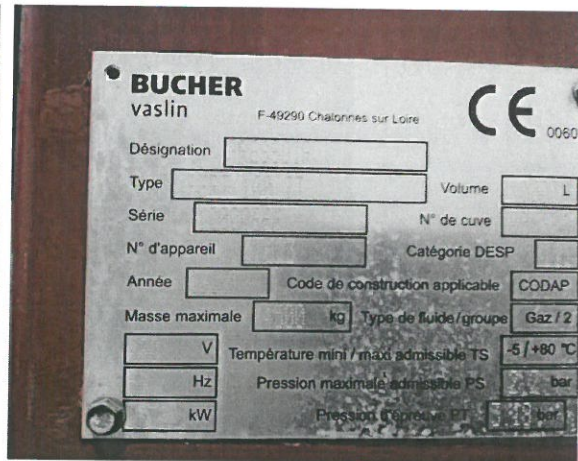 BUCHER
vaslin
F-49290 Chalonnes sur Loire
CE
0060
Désignation
Type
Volume L
Série
N° de cuve
N° d'appareil
Catégorie DESP
Année
Code de construction applicable CODAP
Masse maximale kg
Type de fluide/groupe Gaz / 2
V
Température mini / maxi admissible TS -5 / +80 °C
Hz
Pression maximale admissible PS bar
kW
Pression d'épreuve PT bar